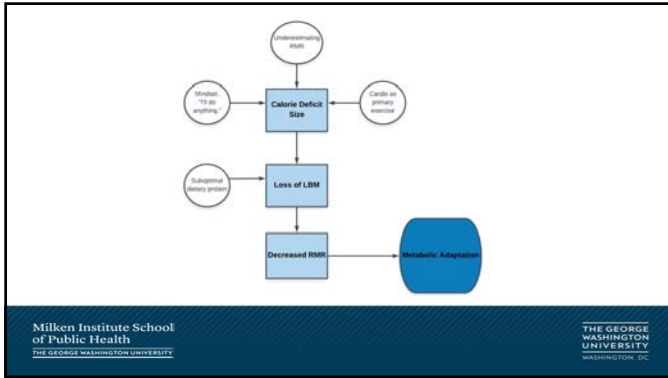 Underestimating
RMR
Mindset.
"I'll do
anything."
Calorie Deficit
Size
Cardio as
primary
exercise
Suboptimal
dietary protein
Loss of LBM
Decreased RMR
Metabolic Adaptation
Milken Institute School
of Public Health
THE GEORGE WASHINGTON UNIVERSITY
THE GEORGE
WASHINGTON
UNIVERSITY
WASHINGTON, DC